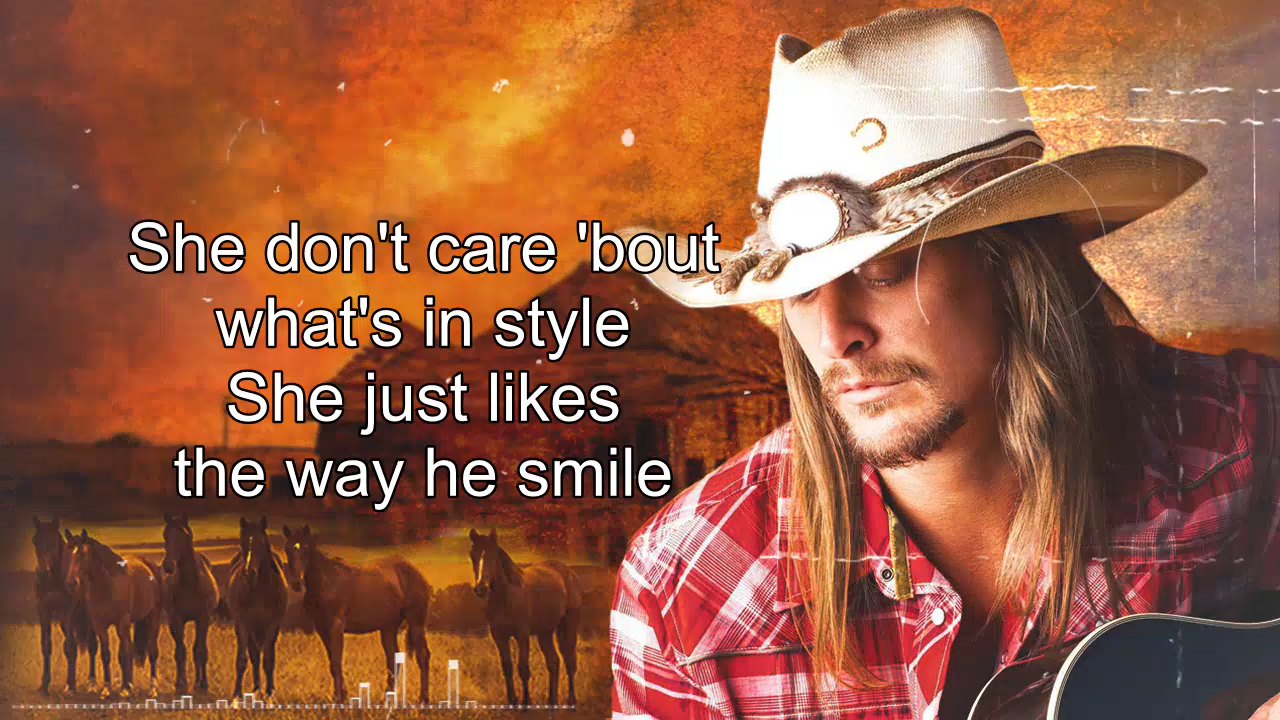 She don't care 'bout
what's in style
She just likes
the way he smile